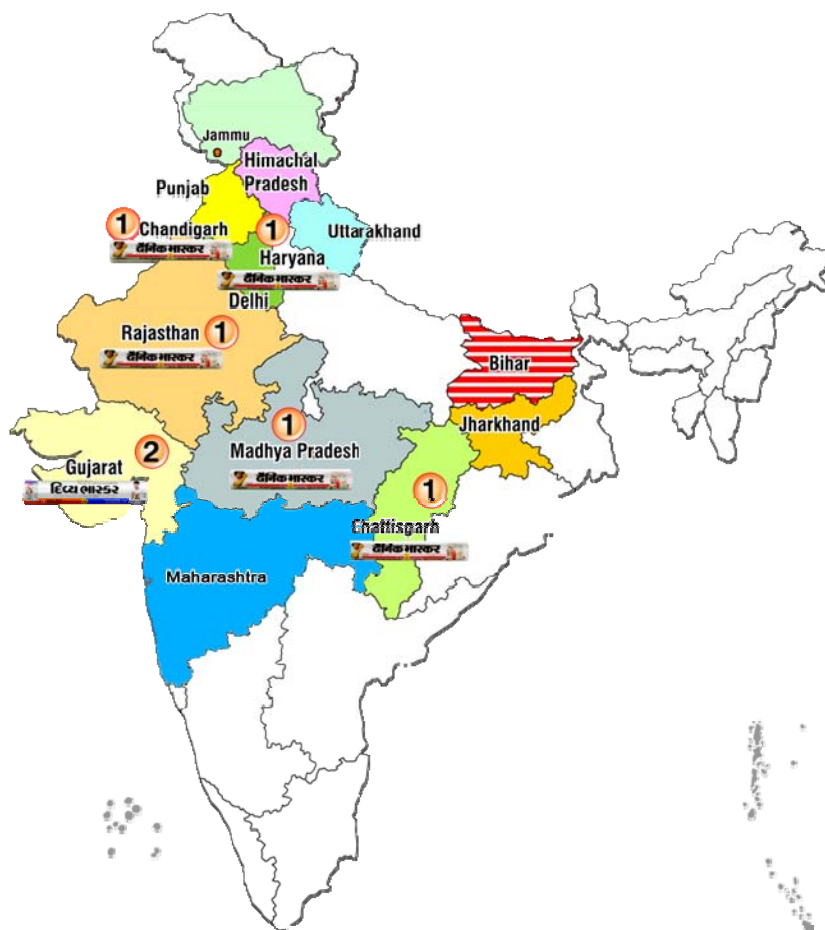 Jammu
Himachal
Pradesh
Punjab
1
Chandigarh
दैनिक भास्कर
1
Haryana
दैनिक भास्कर
Uttarakhand
Delhi
Rajasthan
1
दैनिक भास्कर
Bihar
Jharkhand
1
Madhya Pradesh
दैनिक भास्कर
2
Gujarat
દિવ્ય ભાસ્કર
1
Chattisgarh
दैनिक भास्कर
Maharashtra